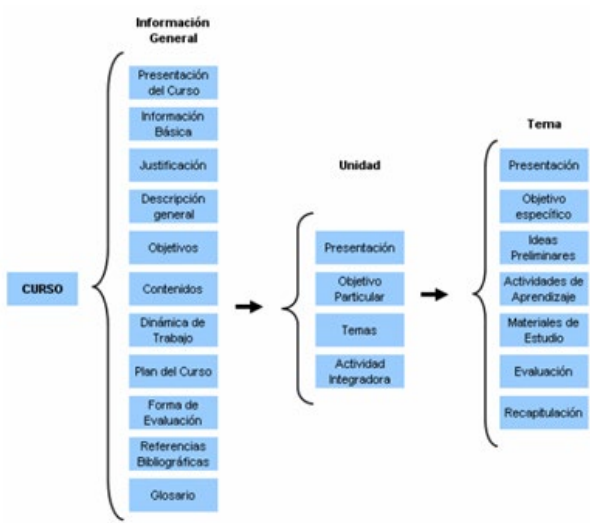 CURSO
Información
General
Presentación
del Curso
Información
Básica
Justificación
Descripción
general
Objetivos
Contenidos
Dinámica de
Trabajo
Plan del Curso
Forma de
Evaluación
Referencias
Bibliográficas
Glosario
Unidad
Presentación
Objetivo
Particular
Temas
Actividad
Integradora
Tema
Presentación
Objetivo
específico
Ideas
Preliminares
Actividades de
Aprendizaje
Materiales de
Estudio
Evaluación
Recapitulación